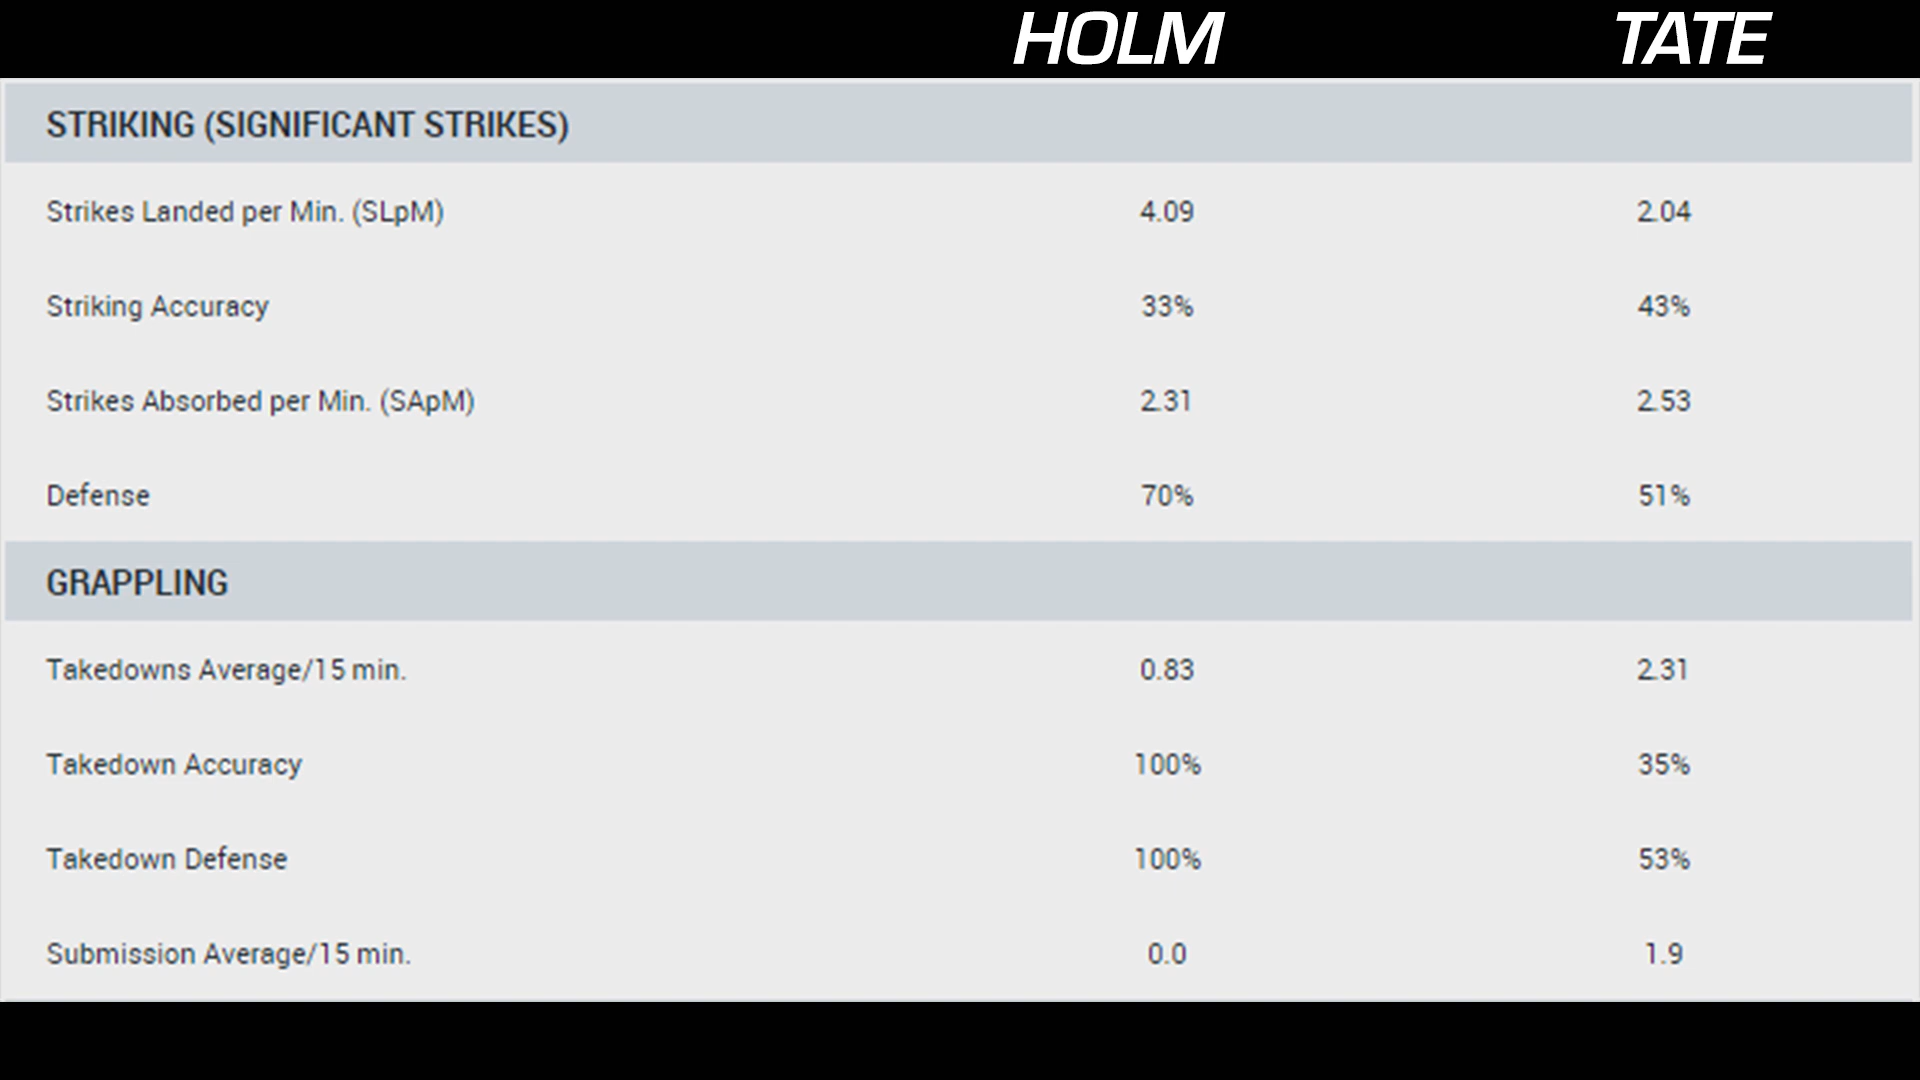 HOLM TATE
STRIKING (SIGNIFICANT STRIKES)
Strikes Landed per Min. (SLpM) 4.09 2.04
Striking Accuracy 33% 43%
Strikes Absorbed per Min. (SApM) 2.31 2.53
Defense 70% 51%
GRAPPLING
Takedowns Average/15 min. 0.83 2.31
Takedown Accuracy 100% 35%
Takedown Defense 100% 53%
Submission Average/15 min. 0.0 1.9